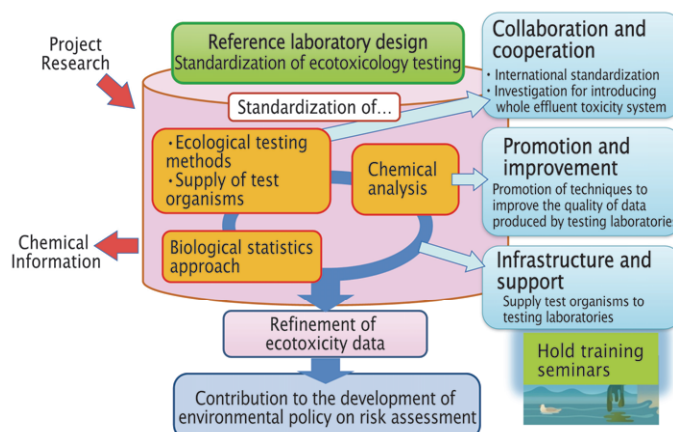 Project
Research
Reference laboratory design
Standardization of ecotoxicology testing
Standardization of...
・Ecological testing
methods
・Supply of test
organisms
Chemical
analysis
Biological statistics
approach
Chemical
Information
Collaboration
and cooperation
・International standardization
・Investigation for introducing
whole effluent toxicity system
Promotion and
improvement
Promotion of techniques to
improve the quality of data
produced by testing laboratories
Infrastructure and
support
Supply test organisms to
testing laboratories
Hold training
seminars
Refinement of
ecotoxicity data
Contribution to the development of
environmental policy on risk assessment